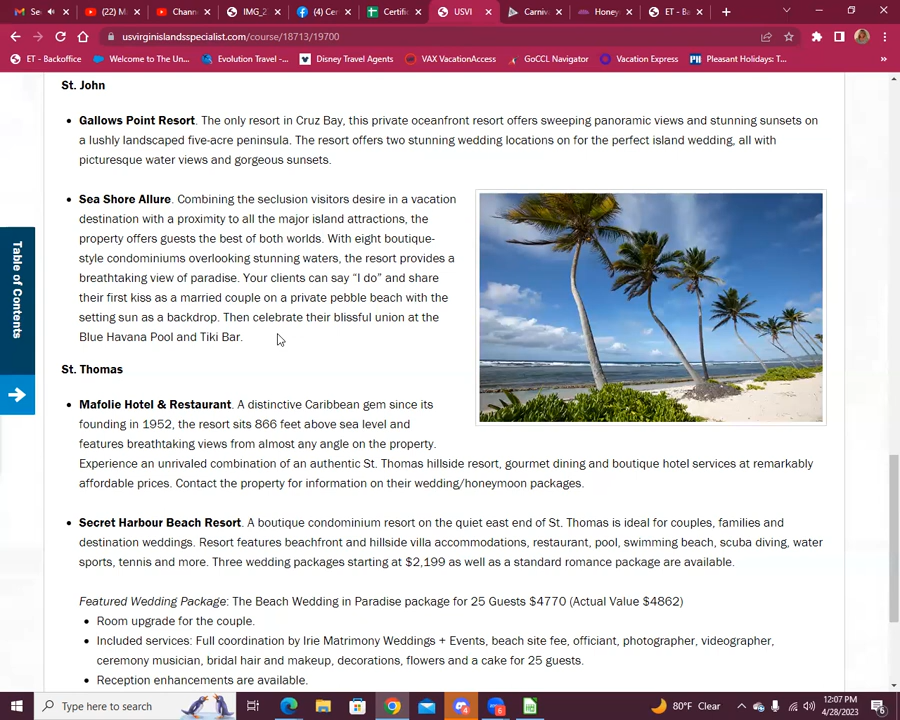 Se
(22) M
Chann
IMG_2
(4) Cer
Certific
USVI
Carniv
Honey
ET - Ba
usvirginislandsspecialist.com/course/18713/19700
ET - Backoffice
Welcome to The Un...
Evolution Travel -...
Disney Travel Agents
VAX VacationAccess
GoCCL Navigator
Vacation Express
Pleasant Holidays: T...
St. John
Gallows Point Resort. The only resort in Cruz Bay, this private oceanfront resort offers sweeping panoramic views and stunning sunsets on
a lushly landscaped five-acre peninsula. The resort offers two stunning wedding locations on for the perfect island wedding, all with
picturesque water views and gorgeous sunsets.
Sea Shore Allure. Combining the seclusion visitors desire in a vacation
destination with a proximity to all the major island attractions, the
property offers guests the best of both worlds. With eight boutique-
style condominiums overlooking stunning waters, the resort provides a
breathtaking view of paradise. Your clients can say “I do” and share
their first kiss as a married couple on a private pebble beach with the
setting sun as a backdrop. Then celebrate their blissful union at the
Blue Havana Pool and Tiki Bar.
Table of Contents
St. Thomas
Mafolie Hotel & Restaurant. A distinctive Caribbean gem since its
founding in 1952, the resort sits 866 feet above sea level and
features breathtaking views from almost any angle on the property.
Experience an unrivaled combination of an authentic St. Thomas hillside resort, gourmet dining and boutique hotel services at remarkably
affordable prices. Contact the property for information on their wedding/honeymoon packages.
Secret Harbour Beach Resort. A boutique condominium resort on the quiet east end of St. Thomas is ideal for couples, families and
destination weddings. Resort features beachfront and hillside villa accommodations, restaurant, pool, swimming beach, scuba diving, water
sports, tennis and more. Three wedding packages starting at $2,199 as well as a standard romance package are available.
Featured Wedding Package: The Beach Wedding in Paradise package for 25 Guests $4770 (Actual Value $4862)
Room upgrade for the couple.
Included services: Full coordination by Irie Matrimony Weddings + Events, beach site fee, officiant, photographer, videographer,
ceremony musician, bridal hair and makeup, decorations, flowers and a cake for 25 guests.
Reception enhancements are available.
Type here to search
80°F Clear
12:07 PM
4/28/2023